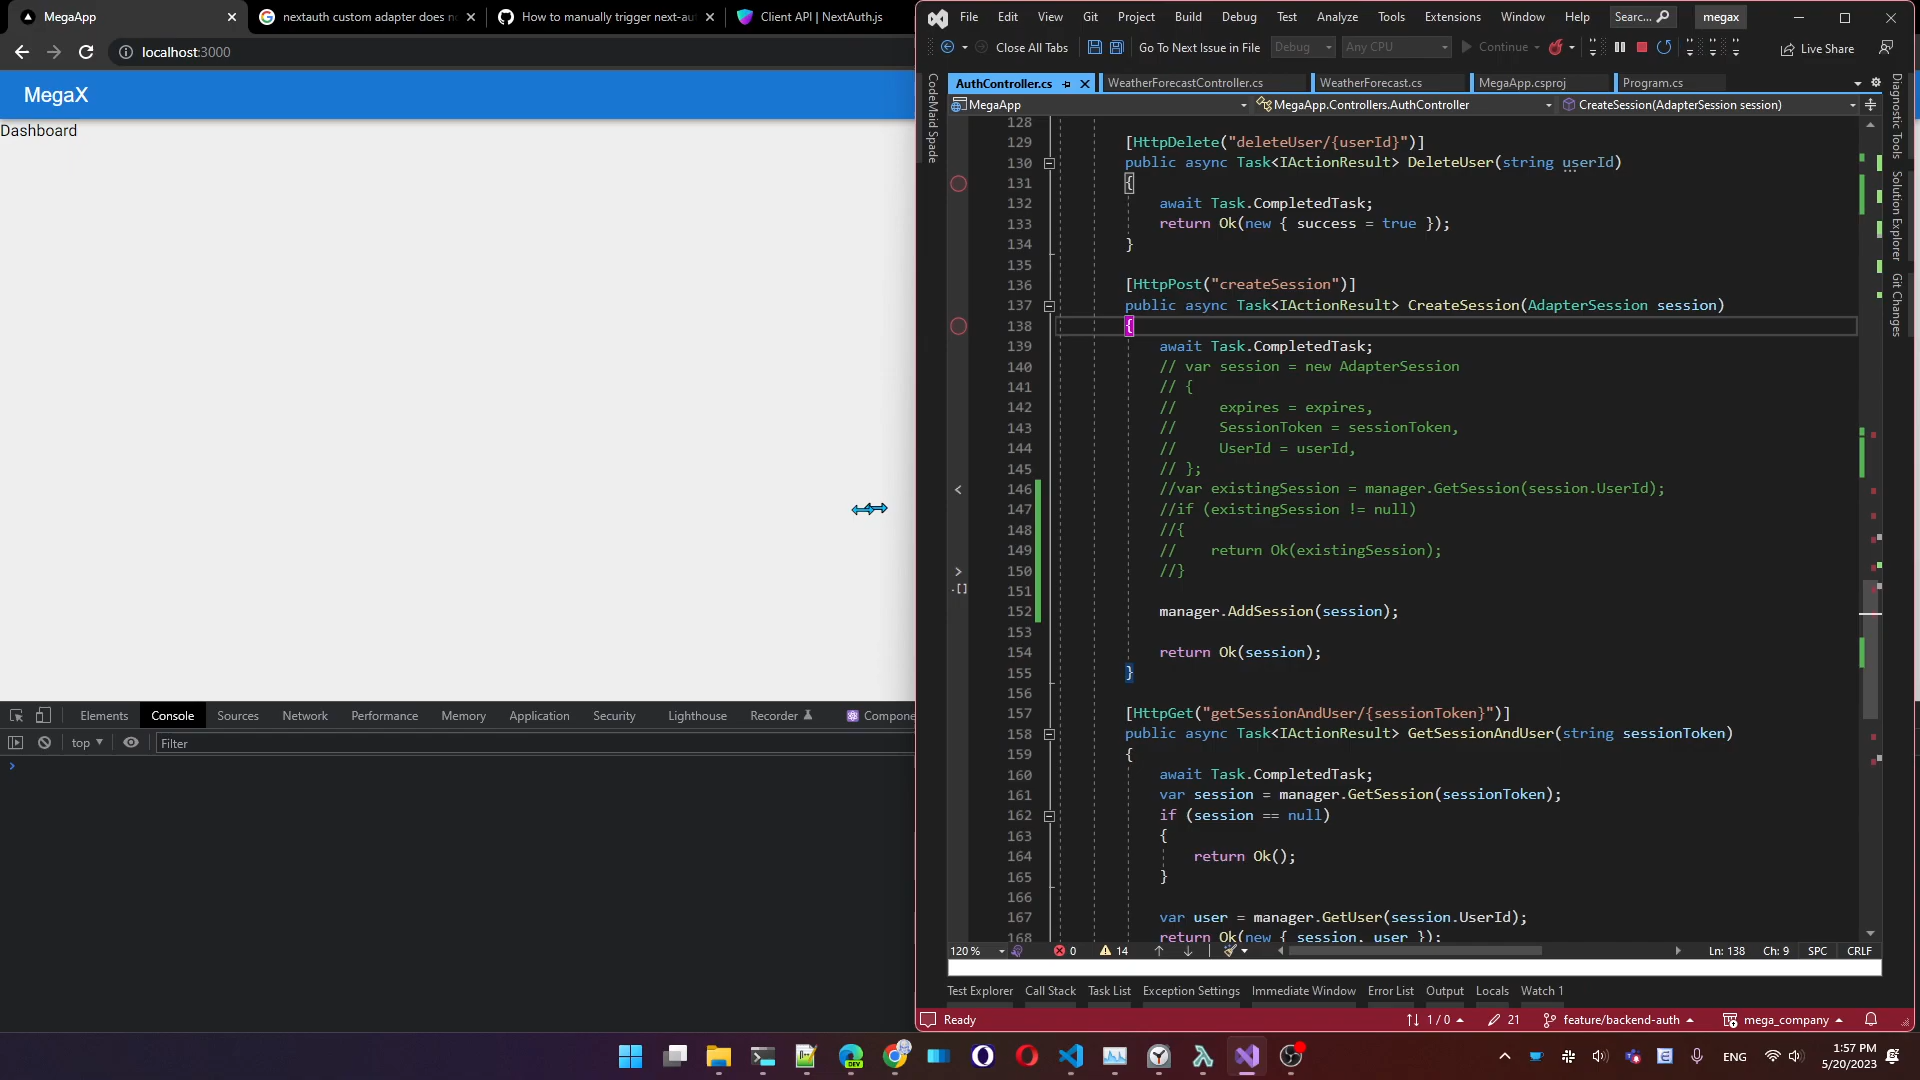 MegaApp
nextauth custom adapter does n
How to manually trigger next-au
Client API | NextAuth.js
localhost:3000
MegaX
Dashboard
Elements Console Sources Network Performance Memory Application Security Lighthouse Recorder Compone
top
Filter
File Edit View Git Project Build Debug Test Analyze Tools Extensions Window Help Searc... megax
Close All Tabs Go To Next Issue in File Debug Any CPU Continue Live Share
AuthController.cs WeatherForecastController.cs WeatherForecast.cs MegaApp.csproj Program.cs
MegaApp MegaApp.Controllers.AuthController CreateSession(AdapterSession session)
CodeMaid Spade
Diagnostic Tools
Solution Explorer
Git Changes
128
129 [HttpDelete("deleteUser/{userId}")]
130 public async Task<IActionResult> DeleteUser(string userId)
131 {
132 await Task.CompletedTask;
133 return Ok(new { success = true });
134 }
135
136 [HttpPost("createSession")]
137 public async Task<IActionResult> CreateSession(AdapterSession session)
138 {
139 await Task.CompletedTask;
140 // var session = new AdapterSession
141 // {
142 // expires = expires,
143 // SessionToken = sessionToken,
144 // UserId = userId,
145 // };
146 //var existingSession = manager.GetSession(session.UserId);
147 //if (existingSession != null)
148 //{
149 // return Ok(existingSession);
150 //}
151
152 manager.AddSession(session);
153
154 return Ok(session);
155 }
156
157 [HttpGet("getSessionAndUser/{sessionToken}")]
158 public async Task<IActionResult> GetSessionAndUser(string sessionToken)
159 {
160 await Task.CompletedTask;
161 var session = manager.GetSession(sessionToken);
162 if (session == null)
163 {
164 return Ok();
165 }
166
167 var user = manager.GetUser(session.UserId);
168 return Ok(new { session, user });
120 % 0 14 Ln: 138 Ch: 9 SPC CRLF
Test Explorer Call Stack Task List Exception Settings Immediate Window Error List Output Locals Watch 1
Ready 1 / 0 21 feature/backend-auth mega_company
ENG 1:57 PM
5/20/2023